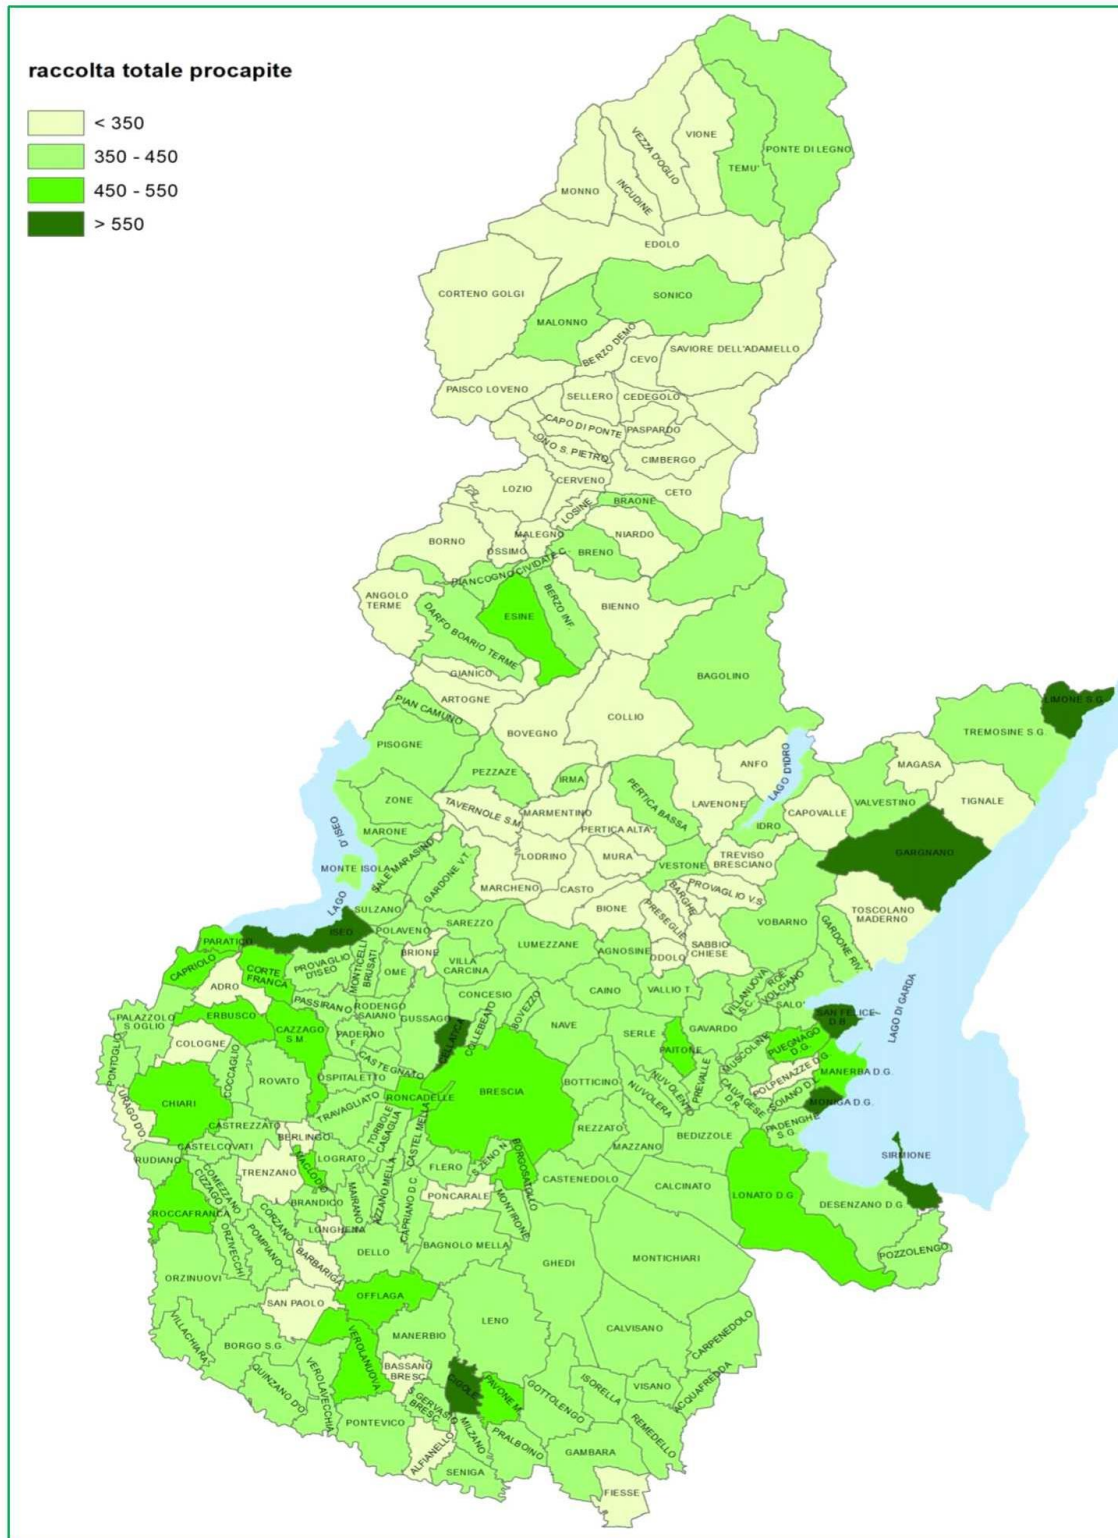 raccolta totale procapite
< 350
350 - 450
450 - 550
> 550
PONTE DI LEGNO
TEMU'
VIONE
VEZZA D'OGLIO
INCUDINE
MONNO
EDOLO
CORTENO GOLGI
SONICO
MALONNO
BERZO DEMO
CEVO
SAVIORE DELL'ADAMELLO
PAISCO LOVENO
SELLERO
CEDEGOLO
CAPO DI PONTE
PASPARDO
ONO S. PIETRO
CIMBERGO
CERVENO
LOZIO
CETO
LOSINE
BRAONE
MALEGNO
NIARDO
BORNO
OSSIMO
BRENO
PIANCOGNO
CIVIDATE C.
ANGOLO
TERME
ESINE
BERZO INF.
BIENNO
DARFO BOARIO TERME
GIANICO
ARTOGNE
BAGOLINO
PIAN CAMUNO
COLLIO
BOVEGNO
LIMONE S.G.
TREMOSINE S.G.
PISOGNE
PEZZAZE
IRMA
ANFO
LAGO D'IDRO
MAGASA
TIGNALE
ZONE
TAVERNOLE S.M.
MARMENTINO
PERTICA BASSA
LAVENONE
CAPOVALLE
VALVESTINO
MARONE
PERTICA ALTA
IDRO
LAGO
D'ISEO
MONTE ISOLA
SALE MARASINO
GARDONE V.T.
LODRINO
MURA
VESTONE
TREVISO
BRESCIANO
GARGNANO
MARCHENO
CASTO
BARGHE
PROVAGLIO V.S.
SULZANO
BIONE
PRESEGLIE
TOSCOLANO
MADERNO
ISEO
POLAVENO
SAREZZO
VOBARNO
GARDONE RIV.
PARATICO
CAPRIOLO
CORTE
FRANCA
PROVAGLIO
D'ISEO
MONTICELLI
BRUSATI
OME
BRIONE
VILLA
CARCINA
LUMEZZANE
AGNOSINE
ODOLO
SABBIO
CHIESE
ADRO
PASSIRANO
RODENGO
SAIANO
CONCESIO
CAINO
VALLIO T.
VILLANUOVA
S.C.
ROE'
VOLCIANO
SALO'
LAGO DI GARDA
PALAZZOLO
S.OGLIO
ERBUSCO
GUSSAGO
CELLATICA
COLLEBEATO
BOVEZZO
NAVE
SERLE
GAVARDO
SAN FELICE
D.B.
PONTOGLIO
COLOGNE
CAZZAGO
S.M.
PADERNO
F.
CASTEGNATO
PAITONE
MUSCOLINE
PUEGNAGO
D.G.
COCCAGLIO
ROVATO
OSPITALETTO
BRESCIA
BOTTICINO
NUVOLENTO
PREVALLE
POLPENAZZE D.G.
MANERBA D.G.
URAGO D'O.
CHIARI
RONCADELLE
NUVOLERA
CALVAGESE
D.R.
SOIANO D.L.
MONIGA D.G.
CASTREZZATO
TRAVAGLIATO
TORBOLE
CASAGLIA
CASTEL MELLA
REZZATO
PADENGHE
S.G.
BERLINGO
MAZZANO
BEDIZZOLE
CASTELCOVATI
LOGRATO
FLERO
S.ZENO N.
BORGOSATOLLO
RUDIANO
TRENZANO
MACLODIO
AZZANO MELLA
CAPRIANO D.C.
CASTENEDOLO
CALCINATO
SIRMIONE
COMEZZANO
CIZZAGO
MAIRANO
PONCARALE
MONTIRONE
LONATO D.G
DESENZANO D.G
ROCCAFRANCA
BRANDICO
CORZANO
LONGHENA
POMPIANO
ORZIVECCHI
BARBARIGA
DELLO
BAGNOLO MELLA
GHEDI
MONTICHIARI
POZZOLENGO
ORZINUOVI
OFFLAGA
SAN PAOLO
LENO
VILLACHIARA
BORGO S.G.
VEROLANUOVA
MANERBIO
CALVISANO
CARPENEDOLO
QUINZANO D'O.
VEROLAVECCHIA
BASSANO
BRESC.
CIGOLE
PAVONE M.
GOTTOLENGO
ISORELLA
VISANO
ACQUAFREDDA
PONTEVICO
S.GERVASIO
BRESC.
MILZANO
PRALBOINO
REMEDELLO
ALFIANELLO
GAMBARA
SENIGA
FIESSE